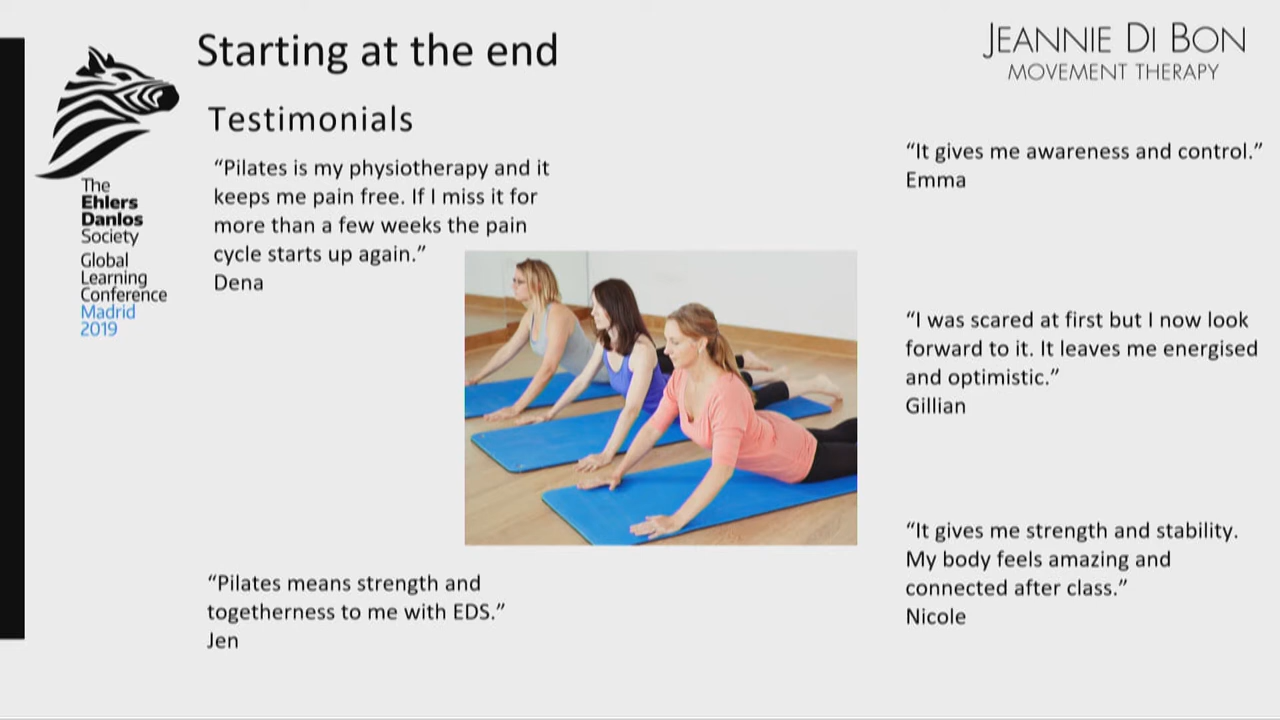 Starting at the end
JEANNIE DI BON
MOVEMENT THERAPY
Testimonials
The
Ehlers
Danlos
Society
Global
Learning
Conference
Madrid
2019
“Pilates is my physiotherapy and it
keeps me pain free. If I miss it for
more than a few weeks the pain
cycle starts up again.”
Dena
“Pilates means strength and
togetherness to me with EDS.”
Jen
“It gives me awareness and control.”
Emma
“I was scared at first but I now look
forward to it. It leaves me energised
and optimistic.”
Gillian
“It gives me strength and stability.
My body feels amazing and
connected after class.”
Nicole